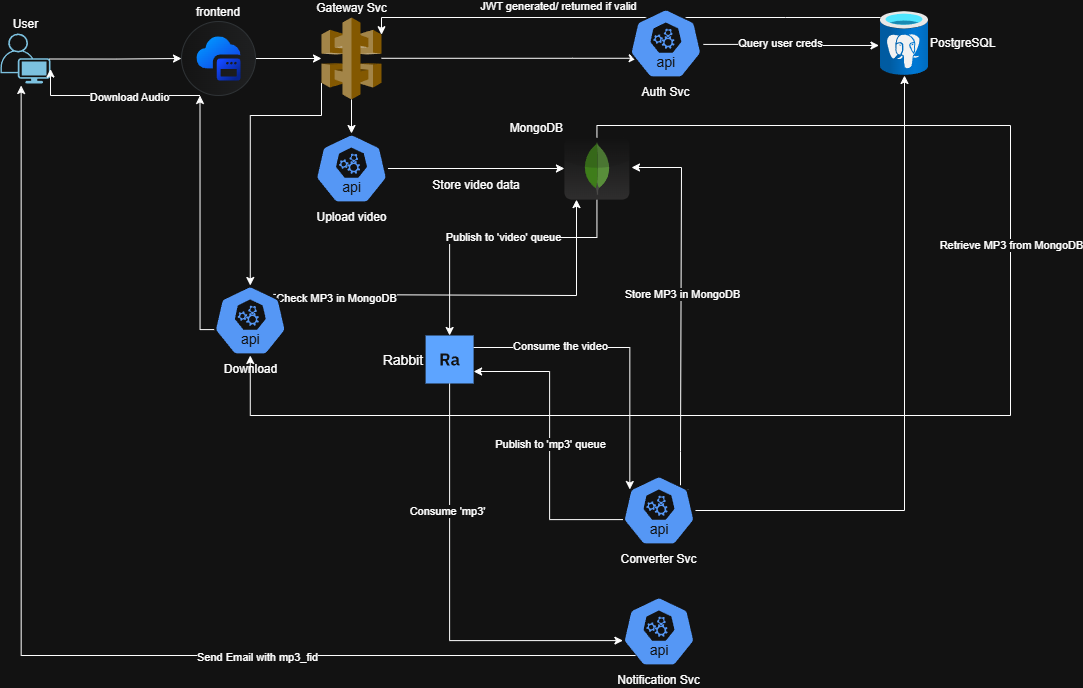 User
frontend
Gateway Svc
JWT generated/ returned if valid
api
Auth Svc
Query user creds
PostgreSQL
Download Audio
MongoDB
api
Upload video
Store video data
Publish to 'video' queue
Retrieve MP3 from MongoDB
Check MP3 in MongoDB
Store MP3 in MongoDB
api
Download
Rabbit
Ra
Consume the video
Publish to 'mp3' queue
Consume 'mp3'
api
Converter Svc
api
Send Email with mp3_fid
Notification Svc